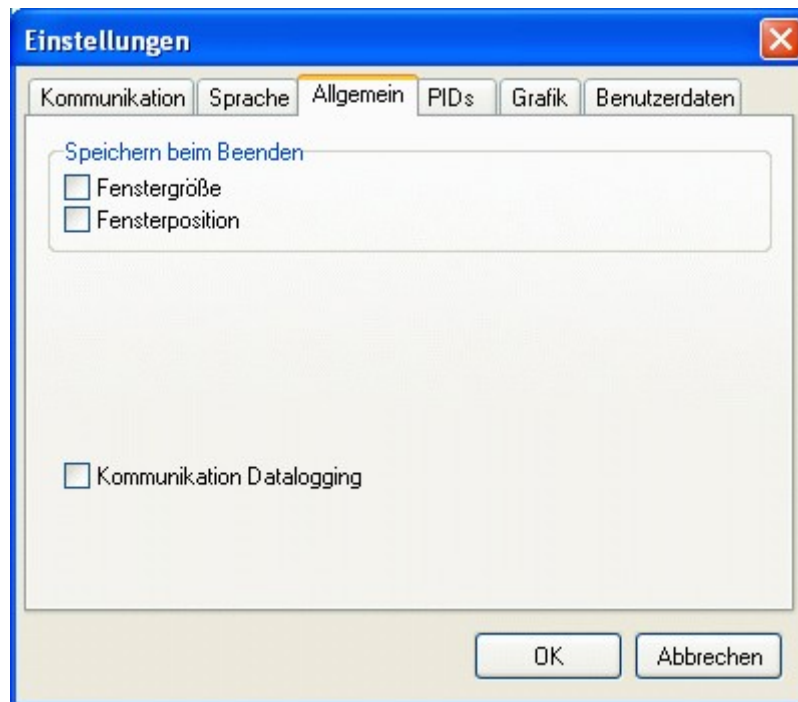 Einstellungen
Kommunikation Sprache Allgemein PIDs Grafik Benutzerdaten
Speichern beim Beenden
Fenstergröße
Fensterposition
Kommunikation Datalogging
OK Abbrechen